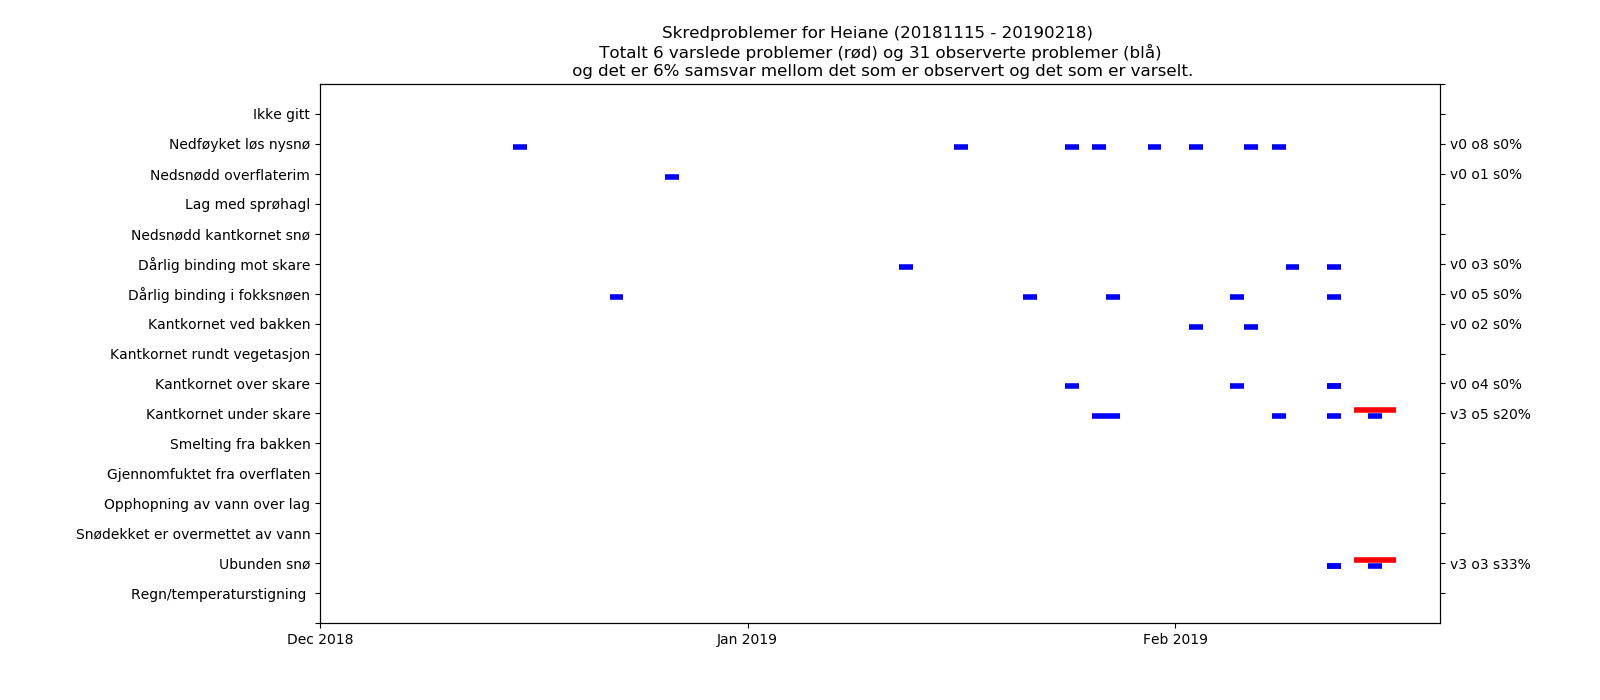 Skredproblemer for Heiane (20181115 - 20190218)
Totalt 6 varslede problemer (rød) og 31 observerte problemer (blå)
og det er 6% samsvar mellom det som er observert og det som er varselt.
Ikke gitt
Nedføyket løs nysnø v0 o8 s0%
Nedsnødd overflaterim v0 o1 s0%
Lag med sprøhagl
Nedsnødd kantkornet snø
Dårlig binding mot skare v0 o3 s0%
Dårlig binding i fokksnøen v0 o5 s0%
Kantkornet ved bakken v0 o2 s0%
Kantkornet rundt vegetasjon
Kantkornet over skare v0 o4 s0%
Kantkornet under skare v3 o5 s20%
Smelting fra bakken
Gjennomfuktet fra overflaten
Opphopning av vann over lag
Snødekket er overmettet av vann
Ubunden snø v3 o3 s33%
Regn/temperaturstigning
Dec 2018 Jan 2019 Feb 2019